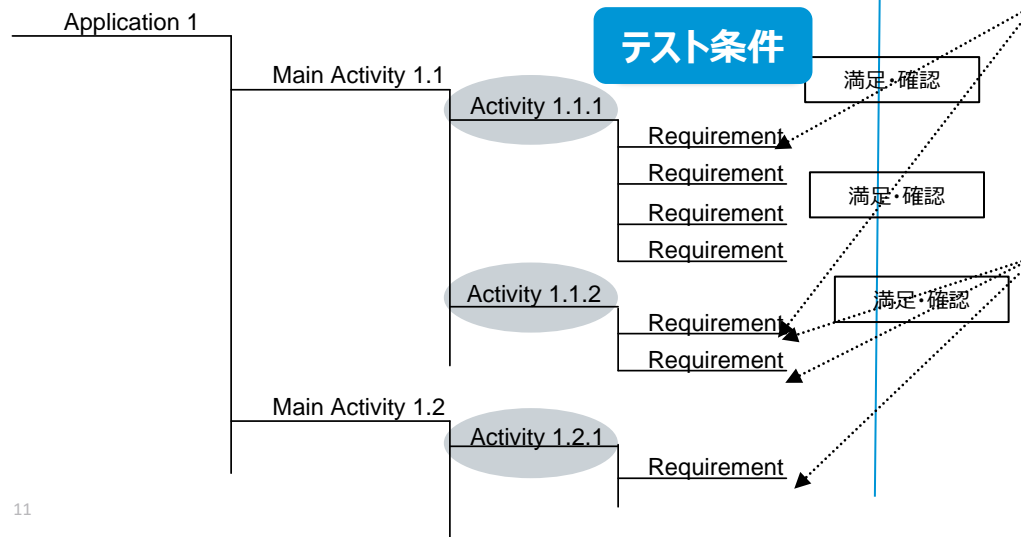 Application 1
テスト条件
Main Activity 1.1
満足・確認
Activity 1.1.1
Requirement
Requirement
満足・確認
Requirement
Requirement
Activity 1.1.2
満足・確認
Requirement
Requirement
Main Activity 1.2
Activity 1.2.1
Requirement
11